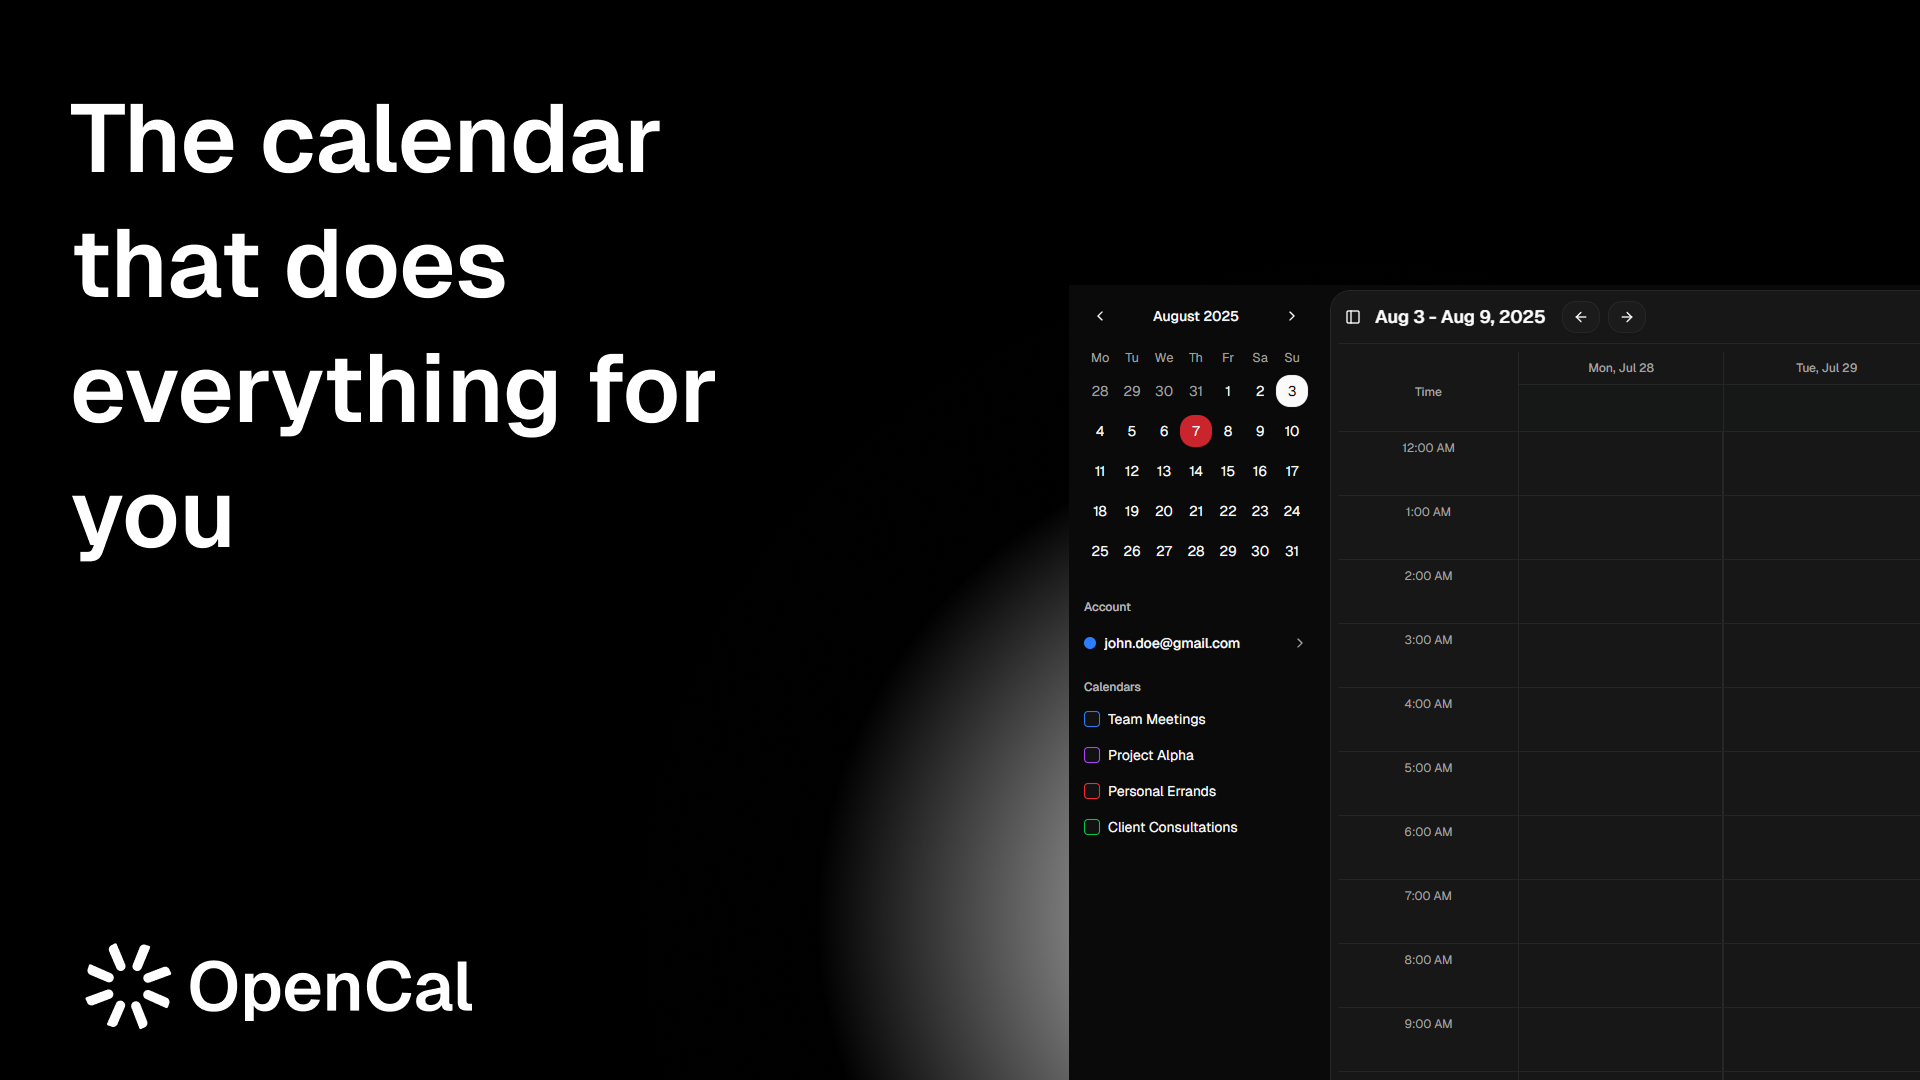 The calendar
that does
everything for
you
OpenCal
August 2025
Mo Tu We Th Fr Sa Su
28 29 30 31 1 2 3
4 5 6 7 8 9 10
11 12 13 14 15 16 17
18 19 20 21 22 23 24
25 26 27 28 29 30 31
Account
john.doe@gmail.com
Calendars
Team Meetings
Project Alpha
Personal Errands
Client Consultations
Aug 3 - Aug 9, 2025
Mon, Jul 28 Tue, Jul 29
Time
12:00 AM
1:00 AM
2:00 AM
3:00 AM
4:00 AM
5:00 AM
6:00 AM
7:00 AM
8:00 AM
9:00 AM